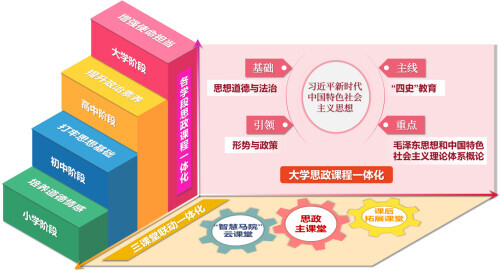 增强使命担当
大学阶段
提升政治素养
高中阶段
打牢思想基础
初中阶段
培养道德情感
小学阶段
各学段思政课程一体化
基础
思想道德与法治
主线
“四史”教育
习近平新时代
中国特色社会
主义思想
引领
形势与政策
重点
毛泽东思想和中国特色
社会主义理论体系概论
大学思政课程一体化
三课堂联动一体化
“智慧马院”
云课堂
思政
主课堂
课后
拓展课堂